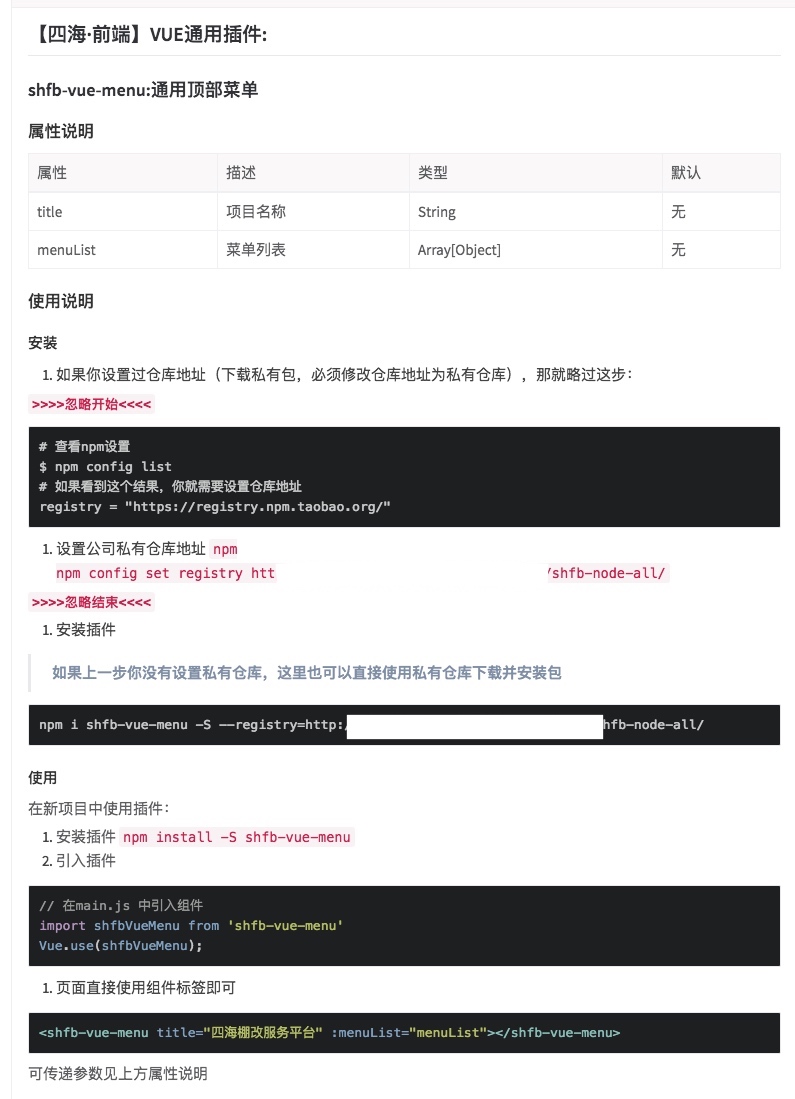 【四海·前端】VUE通用插件:
shfb-vue-menu:通用顶部菜单
属性说明
属性 描述 类型 默认
title 项目名称 String 无
menuList 菜单列表 Array[Object] 无
使用说明
安装
1. 如果你设置过仓库地址（下载私有包，必须修改仓库地址为私有仓库），那就略过这步：
>>>>忽略开始<<<<
# 查看npm设置
$ npm config list
# 如果看到这个结果，你就需要设置仓库地址
registry = "https://registry.npm.taobao.org/"
1. 设置公司私有仓库地址 npm
npm config set registry htt /shfb-node-all/
>>>>忽略结束<<<<
1. 安装插件
如果上一步你没有设置私有仓库，这里也可以直接使用私有仓库下载并安装包
npm i shfb-vue-menu -S --registry=http:/ hfb-node-all/
使用
在新项目中使用插件：
1. 安装插件 npm install -S shfb-vue-menu
2. 引入插件
// 在main.js 中引入组件
import shfbVueMenu from 'shfb-vue-menu'
Vue.use(shfbVueMenu);
1. 页面直接使用组件标签即可
<shfb-vue-menu title="四海棚改服务平台" :menuList="menuList"></shfb-vue-menu>
可传递参数见上方属性说明